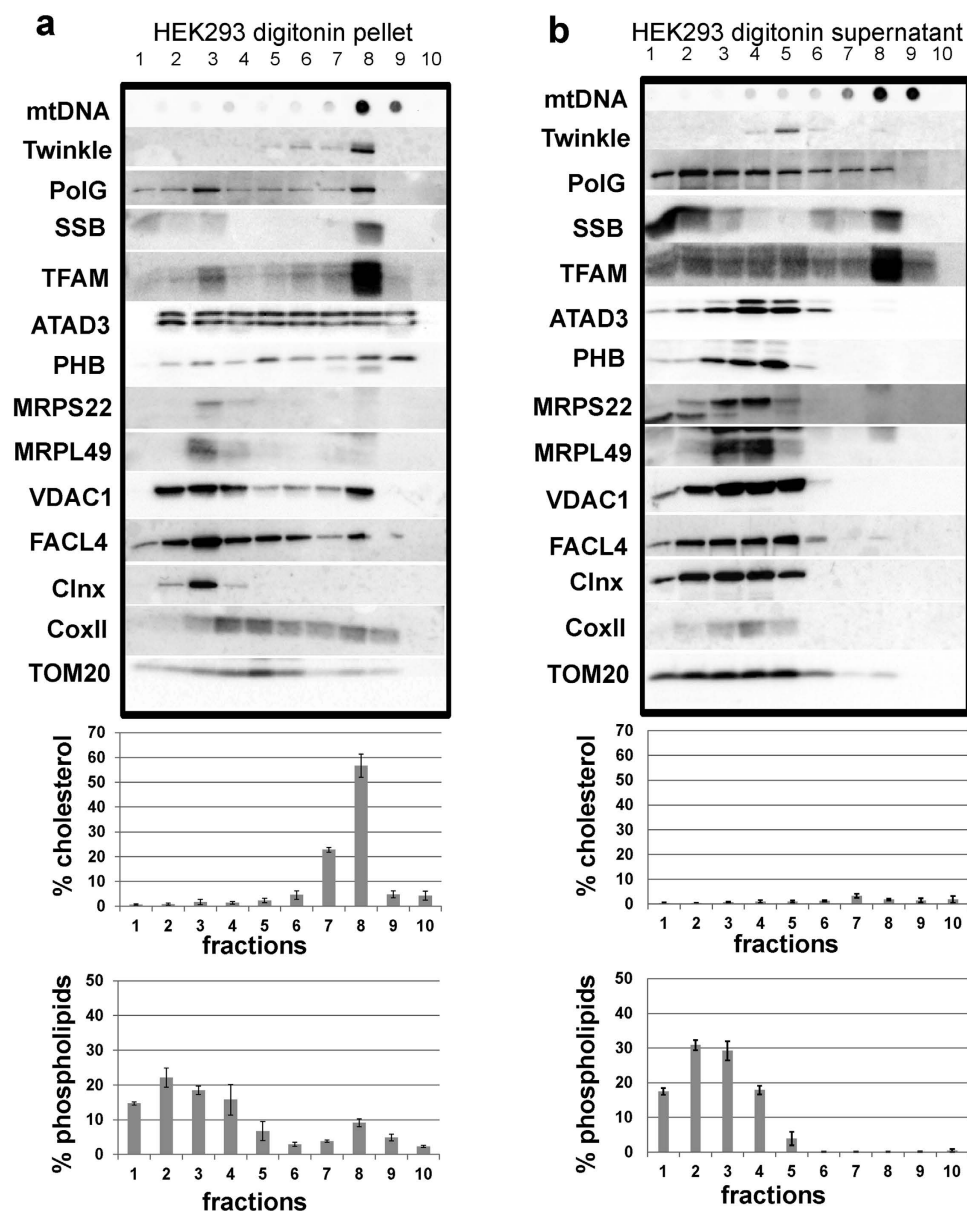 a
HEK293 digitonin pellet
1 2 3 4 5 6 7 8 9 10
mtDNA
Twinkle
PolG
SSB
TFAM
ATAD3
PHB
MRPS22
MRPL49
VDAC1
FACL4
Clnx
CoxII
TOM20
% cholesterol
70
60
50
40
30
20
10
0
1 2 3 4 5 6 7 8 9 10
fractions
% phospholipids
50
40
30
20
10
0
1 2 3 4 5 6 7 8 9 10
fractions
b
HEK293 digitonin supernatant
1 2 3 4 5 6 7 8 9 10
mtDNA
Twinkle
PolG
SSB
TFAM
ATAD3
PHB
MRPS22
MRPL49
VDAC1
FACL4
Clnx
CoxII
TOM20
% cholesterol
70
60
50
40
30
20
10
0
1 2 3 4 5 6 7 8 9 10
fractions
% phospholipids
50
40
30
20
10
0
1 2 3 4 5 6 7 8 9 10
fractions